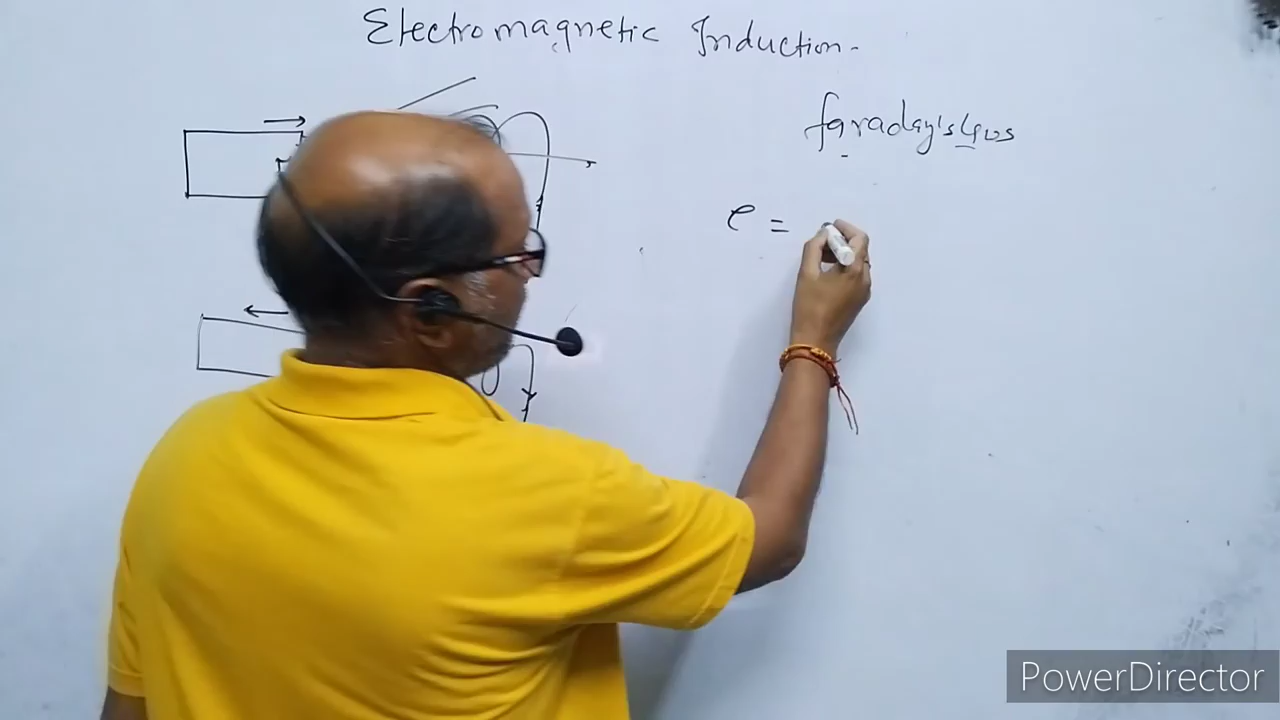 Electromagnetic Induction.
Faraday's Laws
e =
PowerDirector